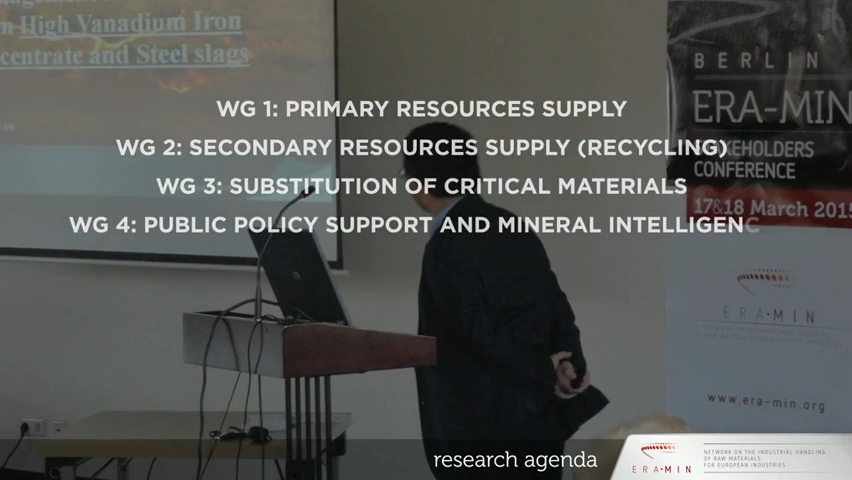 High Vanadium Iron
and Steel slags
WG 1: PRIMARY RESOURCES SUPPLY
WG 2: SECONDARY RESOURCES SUPPLY (RECYCLING)
WG 3: SUBSTITUTION OF CRITICAL MATERIALS
WG 4: PUBLIC POLICY SUPPORT AND MINERAL INTELLIGENC
BERLIN
ERA-MIN
STAKEHOLDERS
CONFERENCE
17&18 March 2015
ERA·MIN
www.era-min.org
research agenda
ERA·MIN
NETWORK ON THE INDUSTRIAL HANDLING
OF RAW MATERIALS
FOR EUROPEAN INDUSTRIES